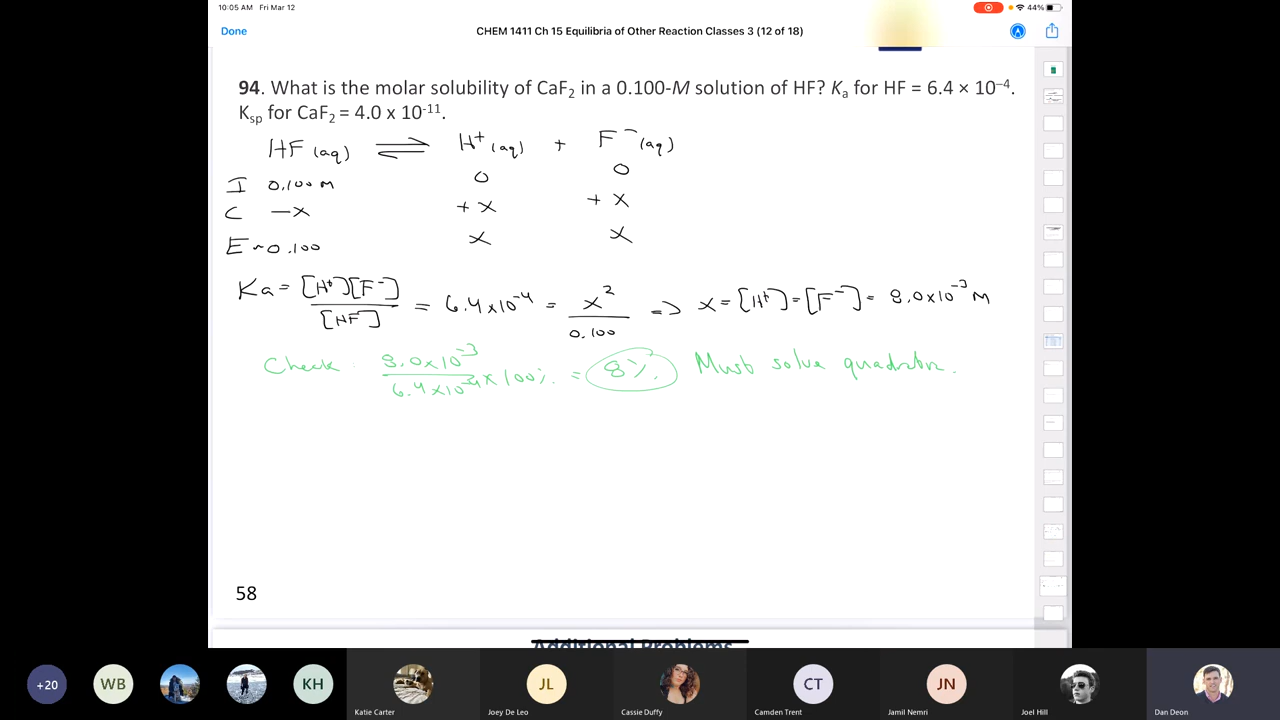 10:05 AM Fri Mar 12
44%
Done
CHEM 1411 Ch 15 Equilibria of Other Reaction Classes 3 (12 of 18)
94. What is the molar solubility of CaF₂ in a 0.100-M solution of HF? Kₐ for HF = 6.4 × 10⁻⁴.
Ksp for CaF₂ = 4.0 x 10⁻¹¹.
HF (aq) ⇌ H⁺ (aq) + F⁻ (aq)
I 0.100 M 0 0
C −x +x +x
E ~0.100 x x
Ka = [H⁺][F⁻] / [HF] = 6.4x10⁻⁴ = x² / 0.100 => x = [H⁺] = [F⁻] = 8.0x10⁻³ M
Check: 8.0x10⁻³ / 6.4x10⁻⁴ x 100% = 8%. Must solve quadratic.
58
Additional Problems
+20 WB KH JL CT JN
Katie Carter Joey De Leo Cassie Duffy Camden Trent Jamil Nemri Joel Hill Dan Deon